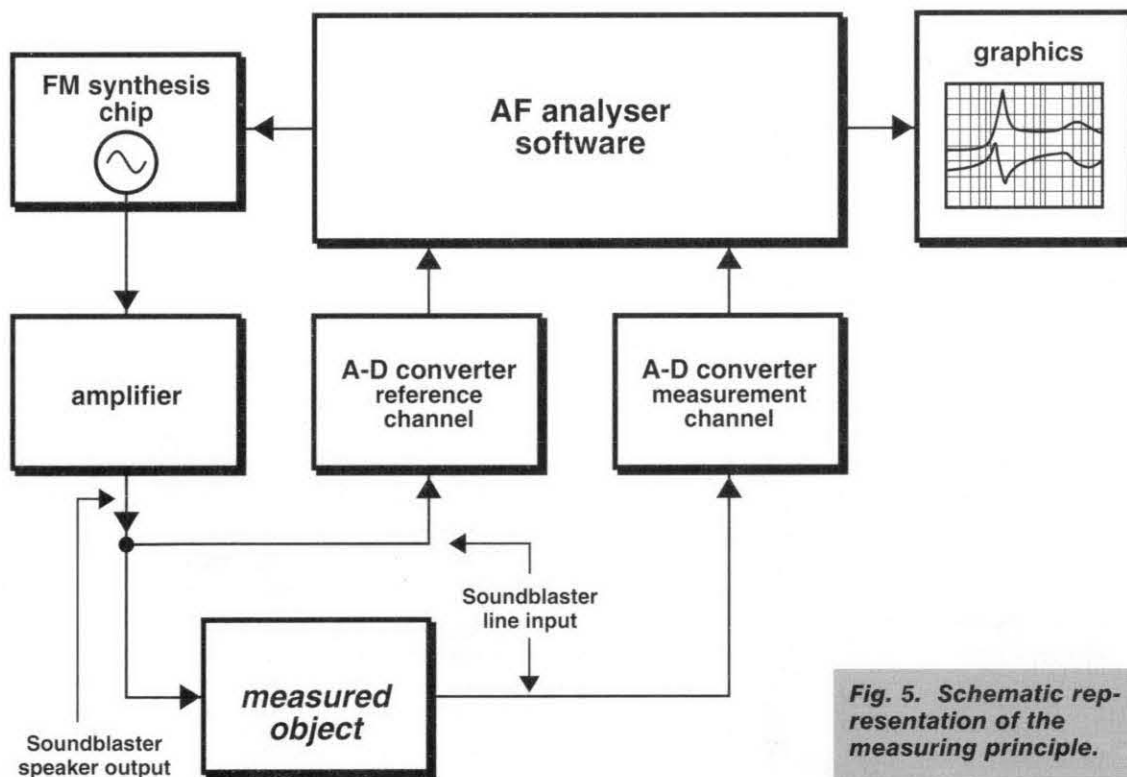 FM synthesis
chip
AF analyser
software
graphics
amplifier
A-D converter
reference
channel
A-D converter
measurement
channel
Soundblaster
line input
measured
object
Soundblaster
speaker output
Fig. 5. Schematic rep-
resentation of the
measuring principle.